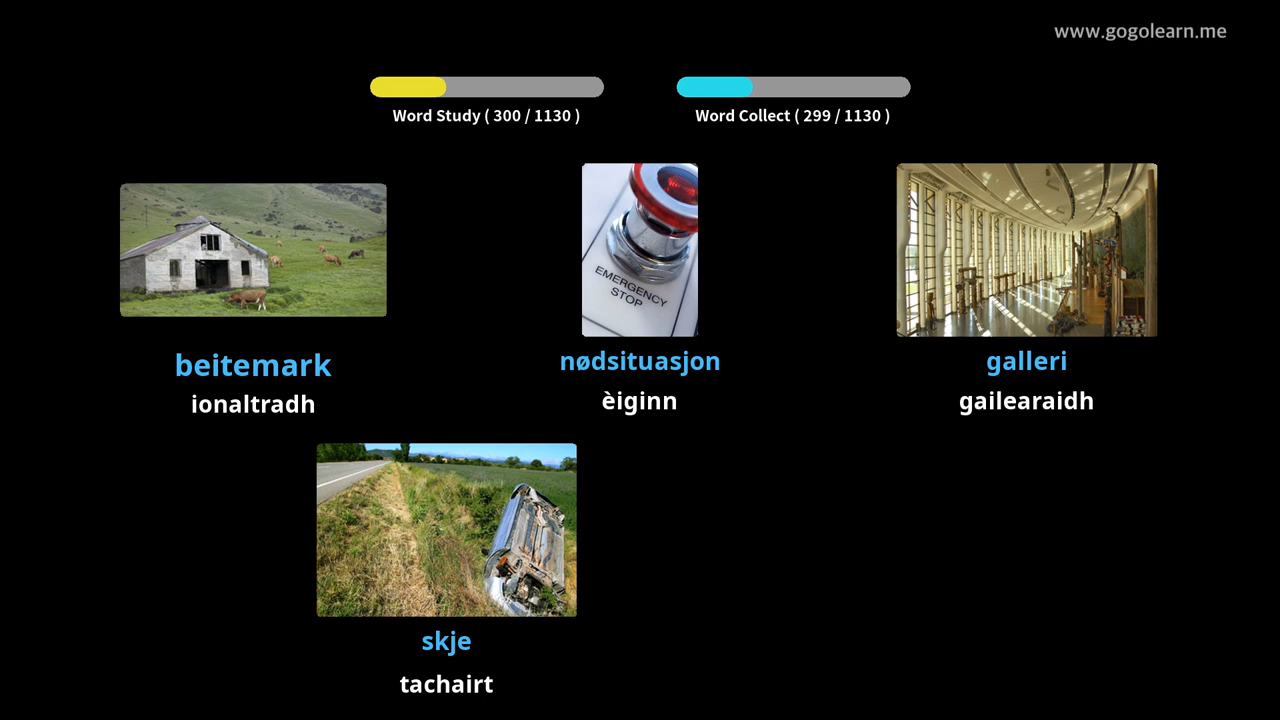 www.gogolearn.me
Word Study ( 300 / 1130 )
Word Collect ( 299 / 1130 )
EMERGENCY
STOP
beitemark
nødsituasjon
galleri
ionaltradh
èiginn
gailearaidh
skje
tachairt